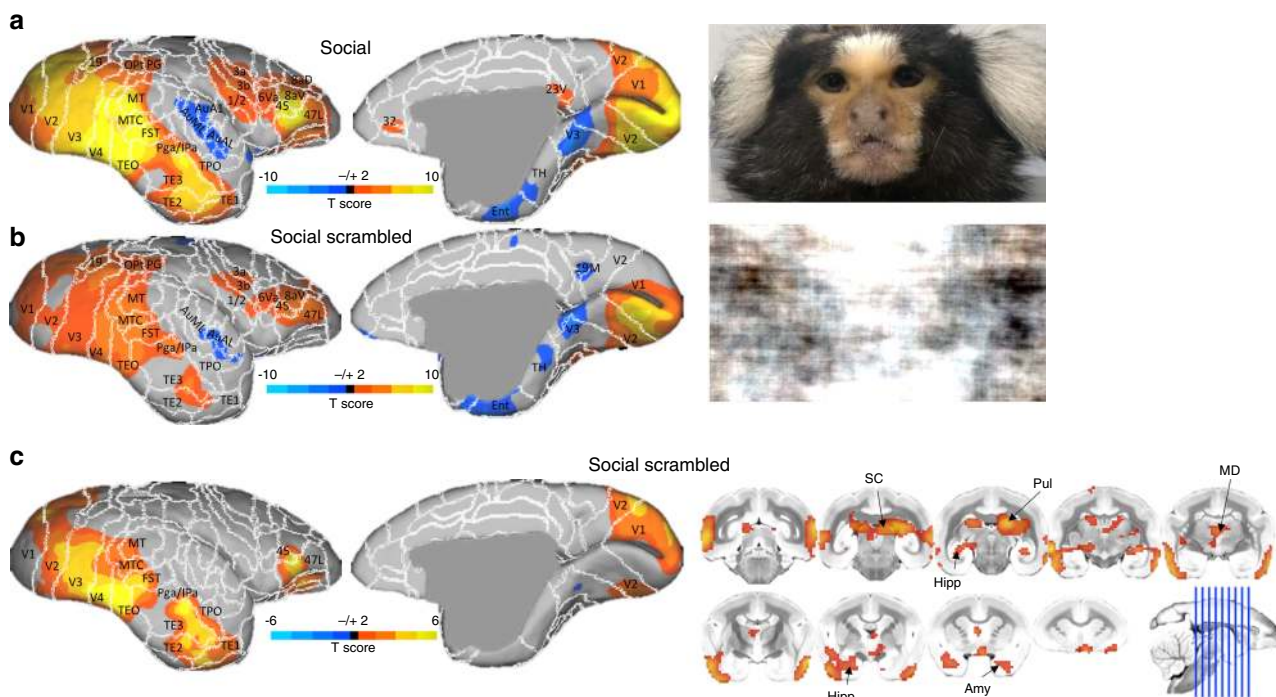 a
Social
V1
V2
V3
V4
19
OPt PG
MT
MTC
FST
TEO
Pga/IPa
TPO
TE3
TE2
TE1
AuA1
AuML
AuAL
3a
3b
1/2
6Va
8aD
8aV
45
47L
32
23V
V2
V1
V2
V3
TH
Ent
-10
−/+ 2
10
T score
b
Social scrambled
V1
V2
V3
V4
19
OPt PG
MT
MTC
FST
TEO
Pga/IPa
TPO
TE3
TE2
TE1
AuML
AuAL
3a
3b
1/2
6Va
8aV
45
47L
V2
V1
V2
V3
TH
Ent
-10
−/+ 2
10
T score
c
Social scrambled
V1
V2
V3
V4
MT
MTC
FST
TEO
Pga/IPa
TPO
TE3
TE2
TE1
45
47L
V2
V1
V2
-6
−/+ 2
6
T score
SC
Pul
MD
Hipp
Hipp
Amy